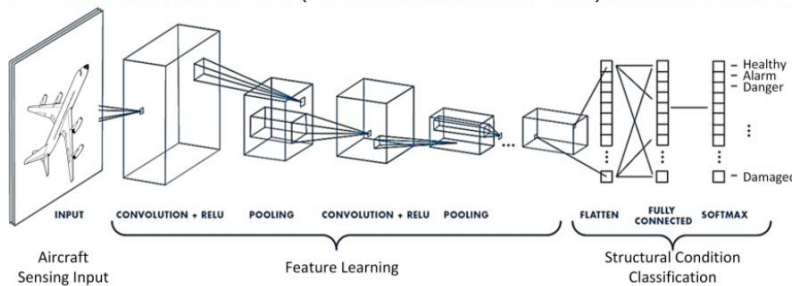 Healthy
Alarm
Danger
Damaged
INPUT
CONVOLUTION + RELU
POOLING
CONVOLUTION + RELU
POOLING
FLATTEN
FULLY
CONNECTED
SOFTMAX
Aircraft
Sensing Input
Feature Learning
Structural Condition
Classification